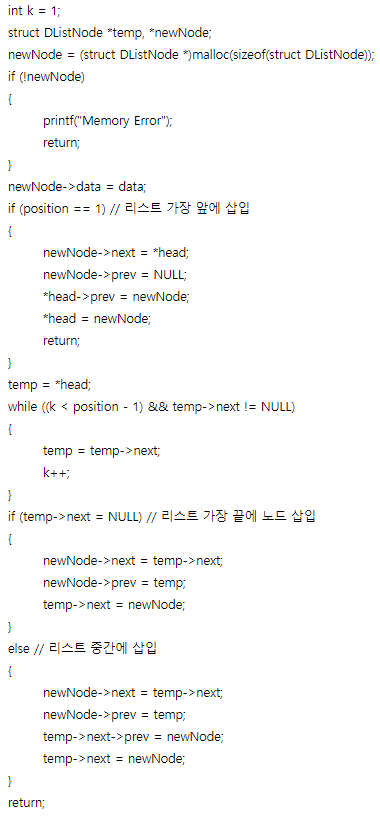 int k = 1;
struct DListNode *temp, *newNode;
newNode = (struct DListNode *)malloc(sizeof(struct DListNode));
if (!newNode)
{
printf("Memory Error");
return;
}
newNode->data = data;
if (position == 1) // 리스트 가장 앞에 삽입
{
newNode->next = *head;
newNode->prev = NULL;
*head->prev = newNode;
*head = newNode;
return;
}
temp = *head;
while ((k < position - 1) && temp->next != NULL)
{
temp = temp->next;
k++;
}
if (temp->next = NULL) // 리스트 가장 끝에 노드 삽입
{
newNode->next = temp->next;
newNode->prev = temp;
temp->next = newNode;
}
else // 리스트 중간에 삽입
{
newNode->next = temp->next;
newNode->prev = temp;
temp->next->prev = newNode;
temp->next = newNode;
}
return;